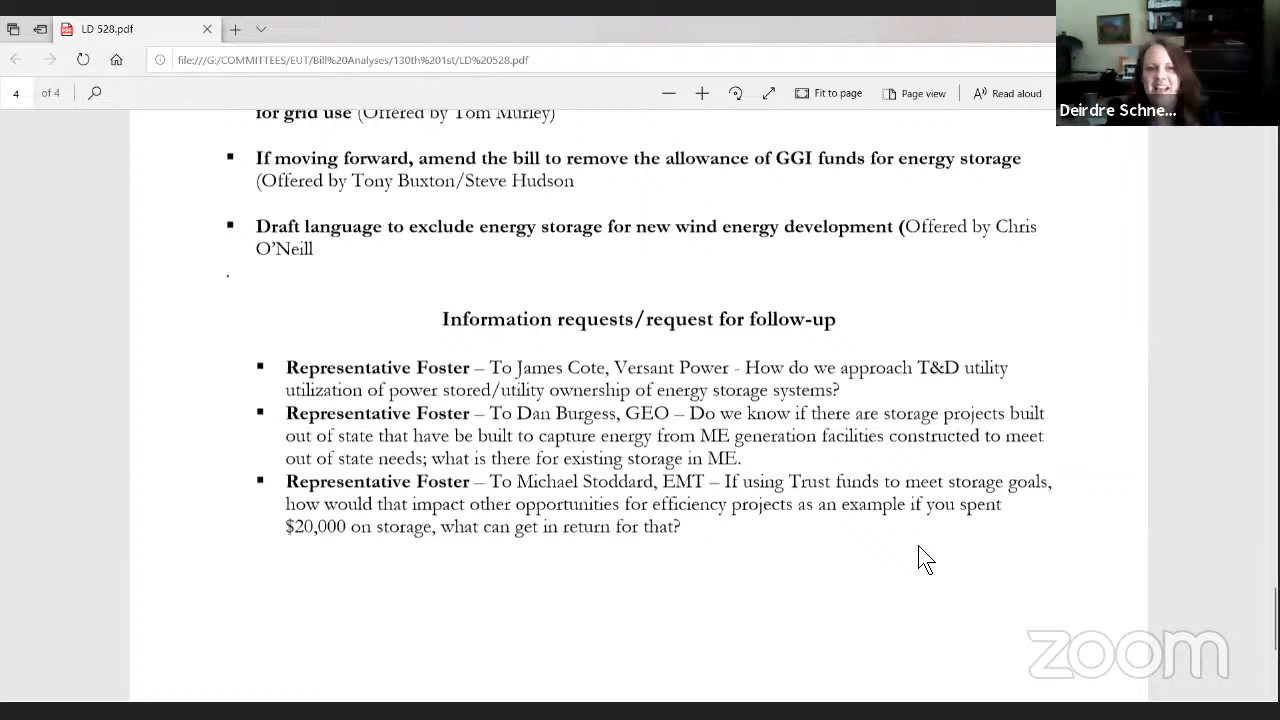 LD 528.pdf
file:///G:/COMMITTEES/EUT/Bill%20Analyses/130th%201st/LD%20528.pdf
4 of 4
Fit to page
Page view
Read aloud
Deirdre Schne...
for grid use (Offered by Tom Murley)
If moving forward, amend the bill to remove the allowance of GGI funds for energy storage
(Offered by Tony Buxton/Steve Hudson
Draft language to exclude energy storage for new wind energy development (Offered by Chris
O'Neill
Information requests/request for follow-up
Representative Foster – To James Cote, Versant Power - How do we approach T&D utility
utilization of power stored/utility ownership of energy storage systems?
Representative Foster – To Dan Burgess, GEO – Do we know if there are storage projects built
out of state that have be built to capture energy from ME generation facilities constructed to meet
out of state needs; what is there for existing storage in ME.
Representative Foster – To Michael Stoddard, EMT – If using Trust funds to meet storage goals,
how would that impact other opportunities for efficiency projects as an example if you spent
$20,000 on storage, what can get in return for that?
zoom